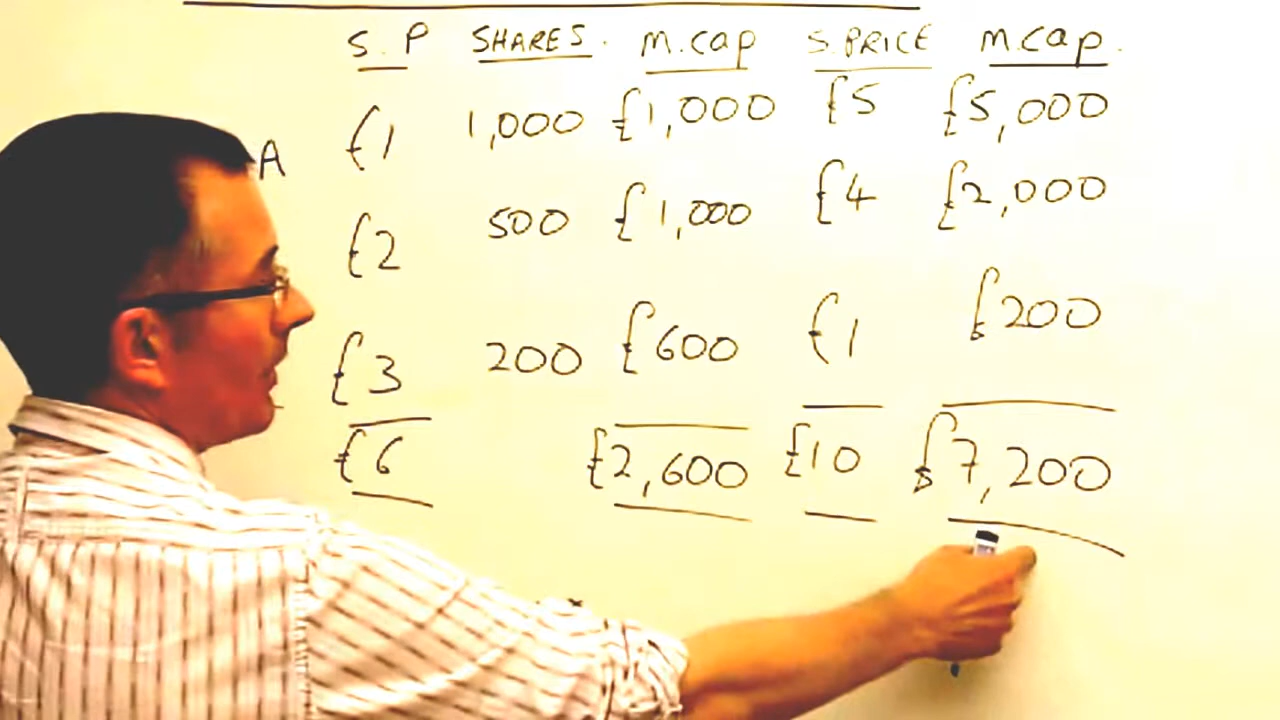 S.P SHARES. M.CAP S.PRICE M.CAP.
A £1 1,000 £1,000 £5 £5,000
£2 500 £1,000 £4 £2,000
£3 200 £600 £1 £200
£6 £2,600 £10 £7,200